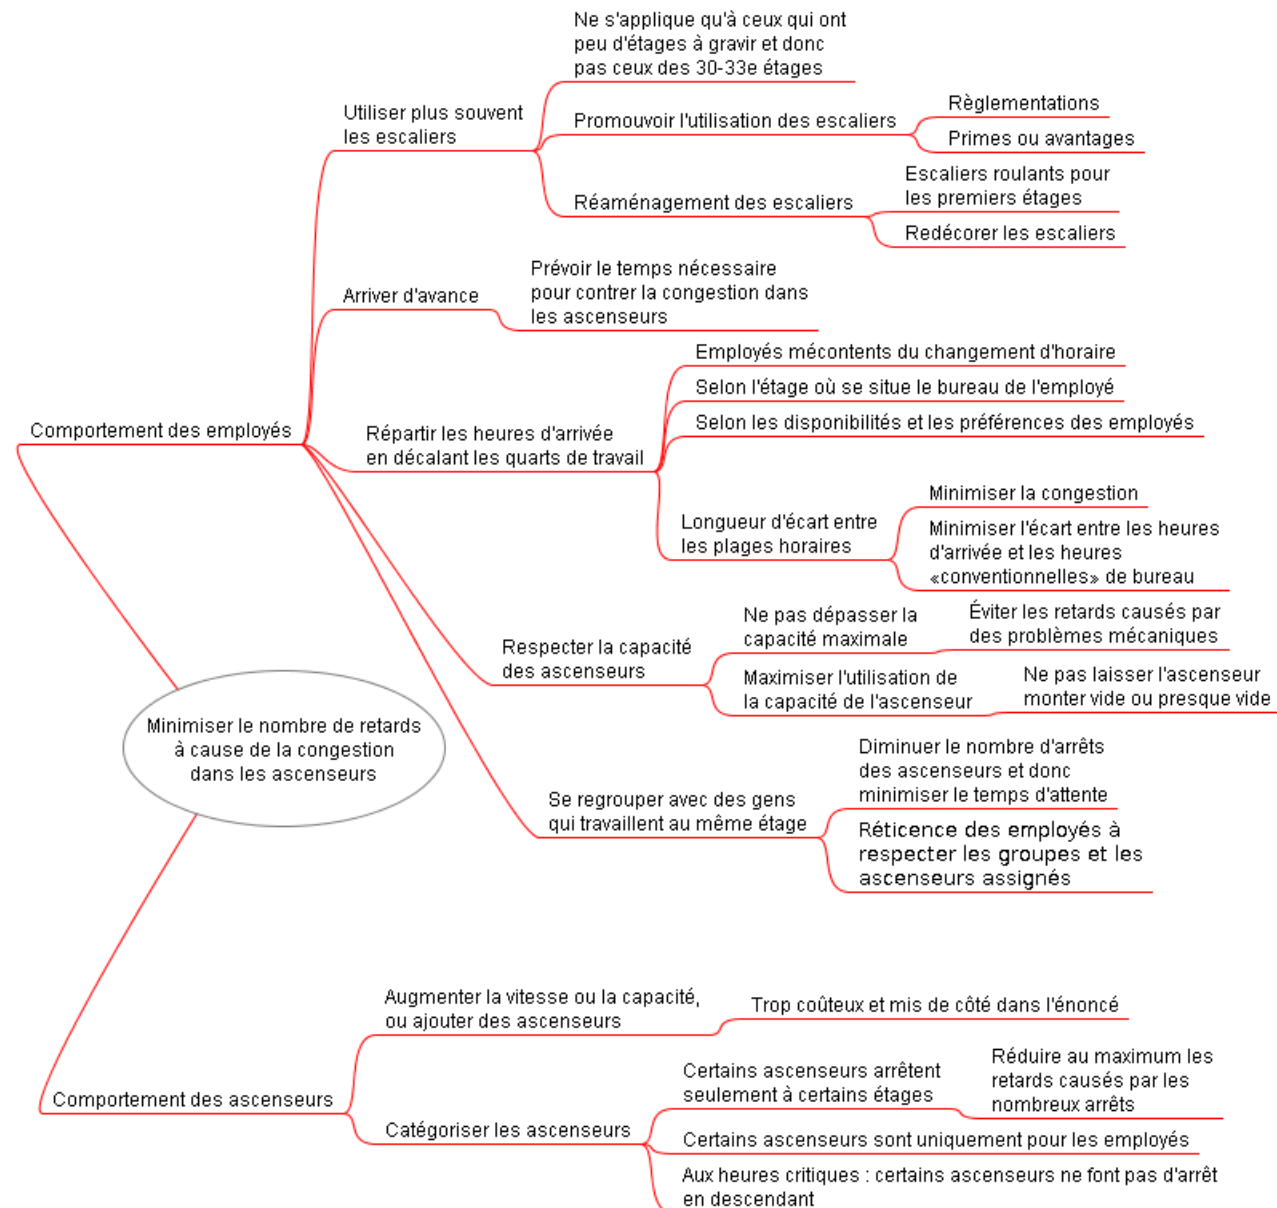 Ne s'applique qu'à ceux qui ont
peu d'étages à gravir et donc
pas ceux des 30-33e étages
Utiliser plus souvent
les escaliers
Promouvoir l'utilisation des escaliers
Règlementations
Primes ou avantages
Réaménagement des escaliers
Escaliers roulants pour
les premiers étages
Redécorer les escaliers
Arriver d'avance
Prévoir le temps nécessaire
pour contrer la congestion dans
les ascenseurs
Comportement des employés
Répartir les heures d'arrivée
en décalant les quarts de travail
Employés mécontents du changement d'horaire
Selon l'étage où se situe le bureau de l'employé
Selon les disponibilités et les préférences des employés
Longueur d'écart entre
les plages horaires
Minimiser la congestion
Minimiser l'écart entre les heures
d'arrivée et les heures
«conventionnelles» de bureau
Respecter la capacité
des ascenseurs
Ne pas dépasser la
capacité maximale
Éviter les retards causés par
des problèmes mécaniques
Maximiser l'utilisation de
la capacité de l'ascenseur
Ne pas laisser l'ascenseur
monter vide ou presque vide
Minimiser le nombre de retards
à cause de la congestion
dans les ascenseurs
Se regrouper avec des gens
qui travaillent au même étage
Diminuer le nombre d'arrêts
des ascenseurs et donc
minimiser le temps d'attente
Réticence des employés à
respecter les groupes et les
ascenseurs assignés
Comportement des ascenseurs
Augmenter la vitesse ou la capacité,
ou ajouter des ascenseurs
Trop coûteux et mis de côté dans l'énoncé
Catégoriser les ascenseurs
Certains ascenseurs arrêtent
seulement à certains étages
Réduire au maximum les
retards causés par les
nombreux arrêts
Certains ascenseurs sont uniquement pour les employés
Aux heures critiques : certains ascenseurs ne font pas d'arrêt
en descendant